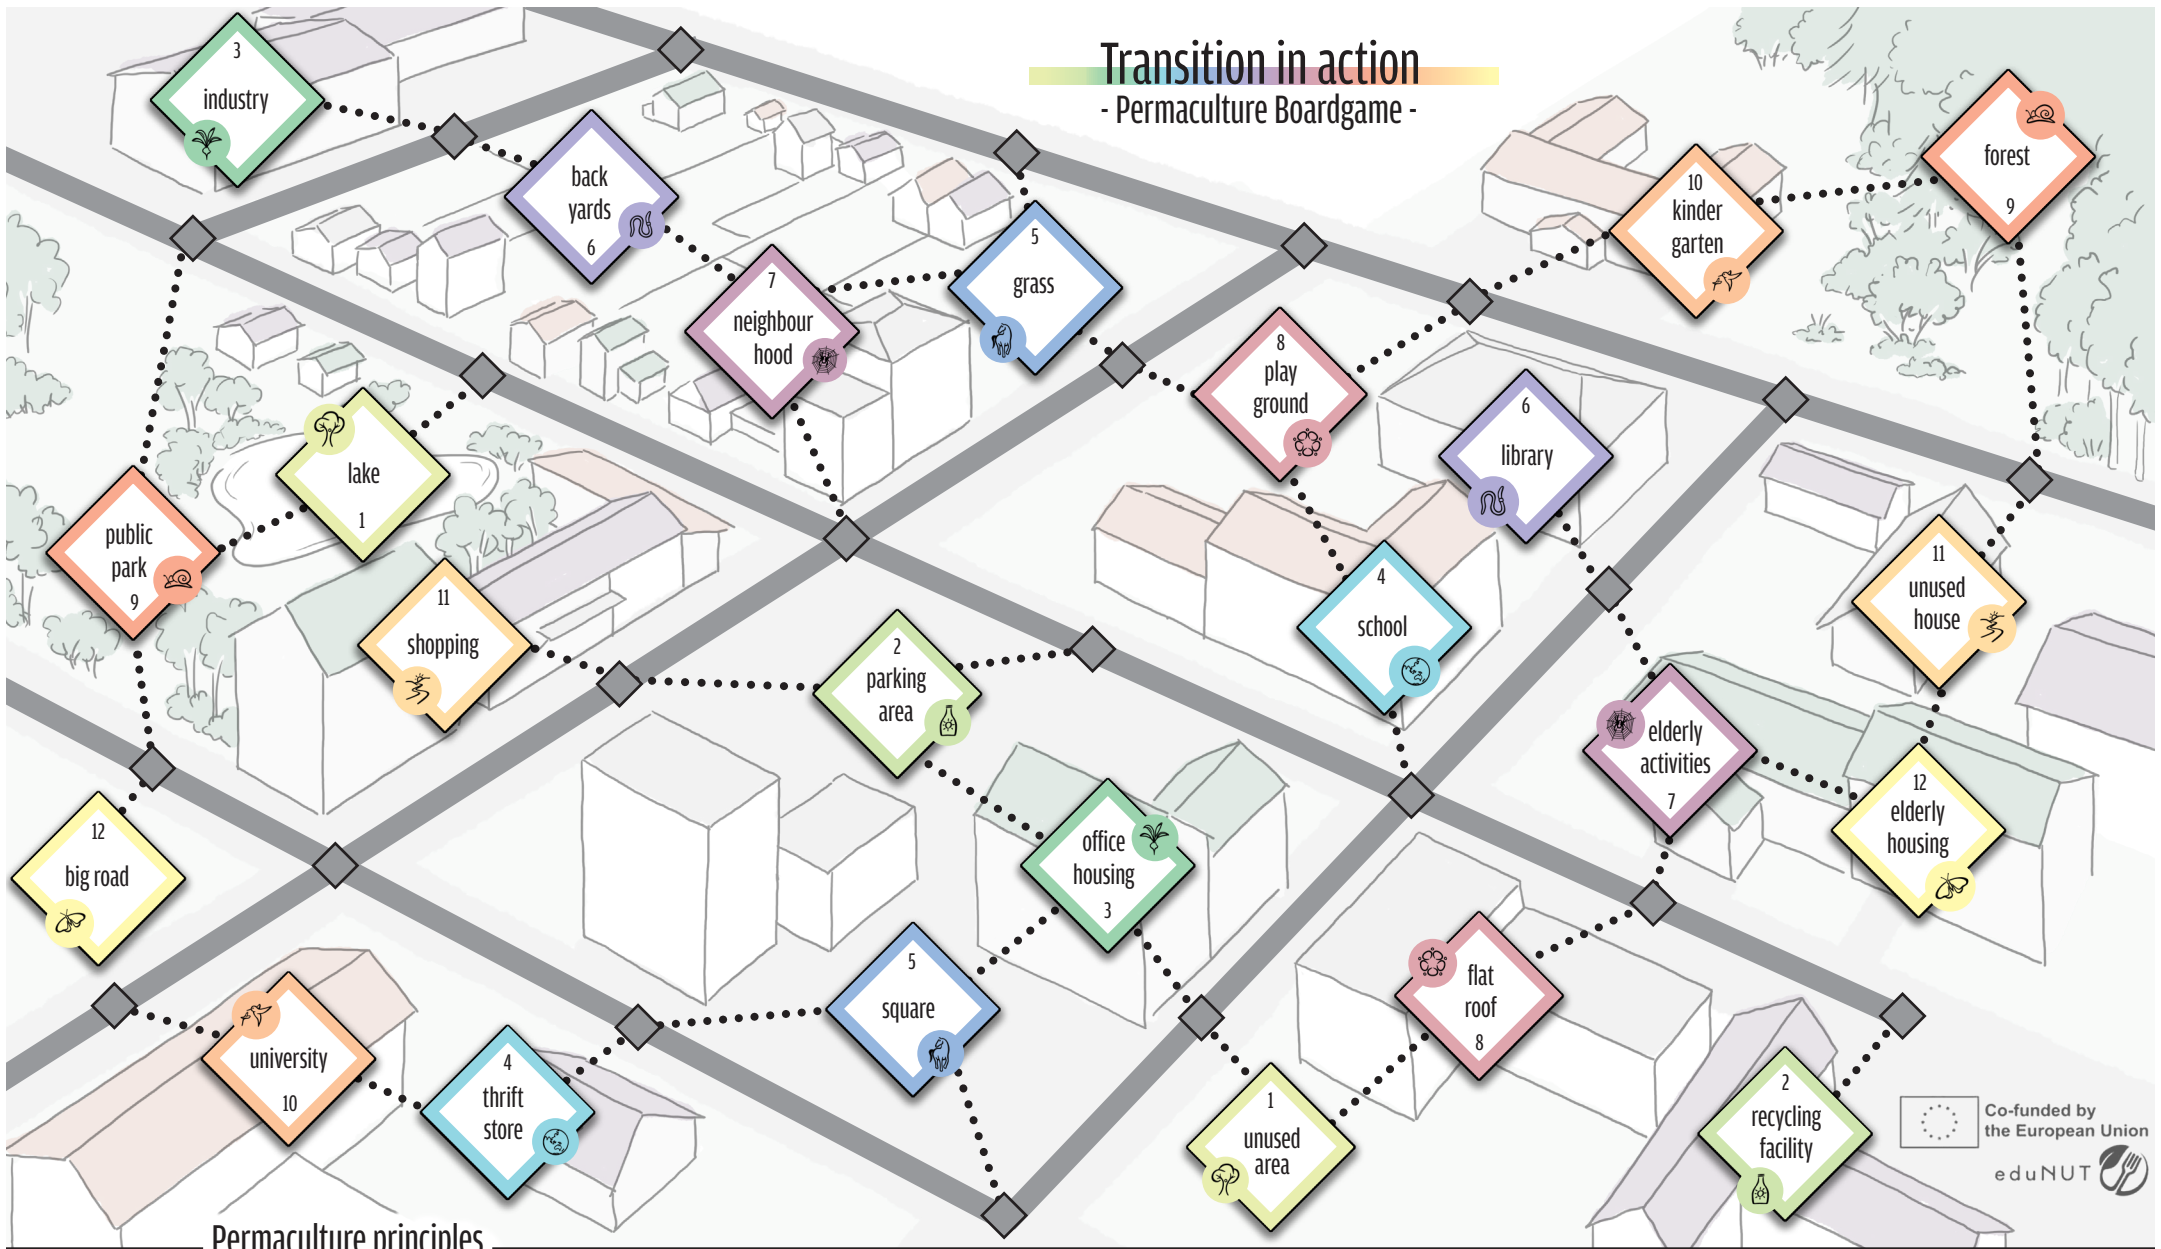 Transition in action
- Permaculture Boardgame -
3
industry
back
yards
6
5
grass
7
neighbour
hood
10
kinder
garten
forest
9
8
play
ground
6
library
lake
1
public
park
9
11
shopping
2
parking
area
4
school
11
unused
house
elderly
activities
7
12
elderly
housing
12
big road
office
housing
3
5
square
flat
roof
8
university
10
4
thrift
store
1
unused
area
2
recycling
facility
Co-funded by
the European Union
eduNUT
Permaculture principles